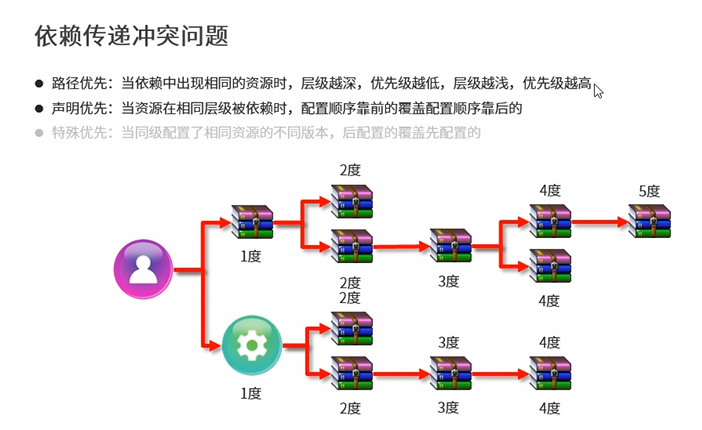 依赖传递冲突问题
路径优先：当依赖中出现相同的资源时，层级越深，优先级越低，层级越浅，优先级越高
声明优先：当资源在相同层级被依赖时，配置顺序靠前的覆盖配置顺序靠后的
特殊优先：当同级配置了相同资源的不同版本，后配置的覆盖先配置的
2度
4度
5度
1度
2度
3度
4度
2度
3度
4度
1度
2度
3度
4度